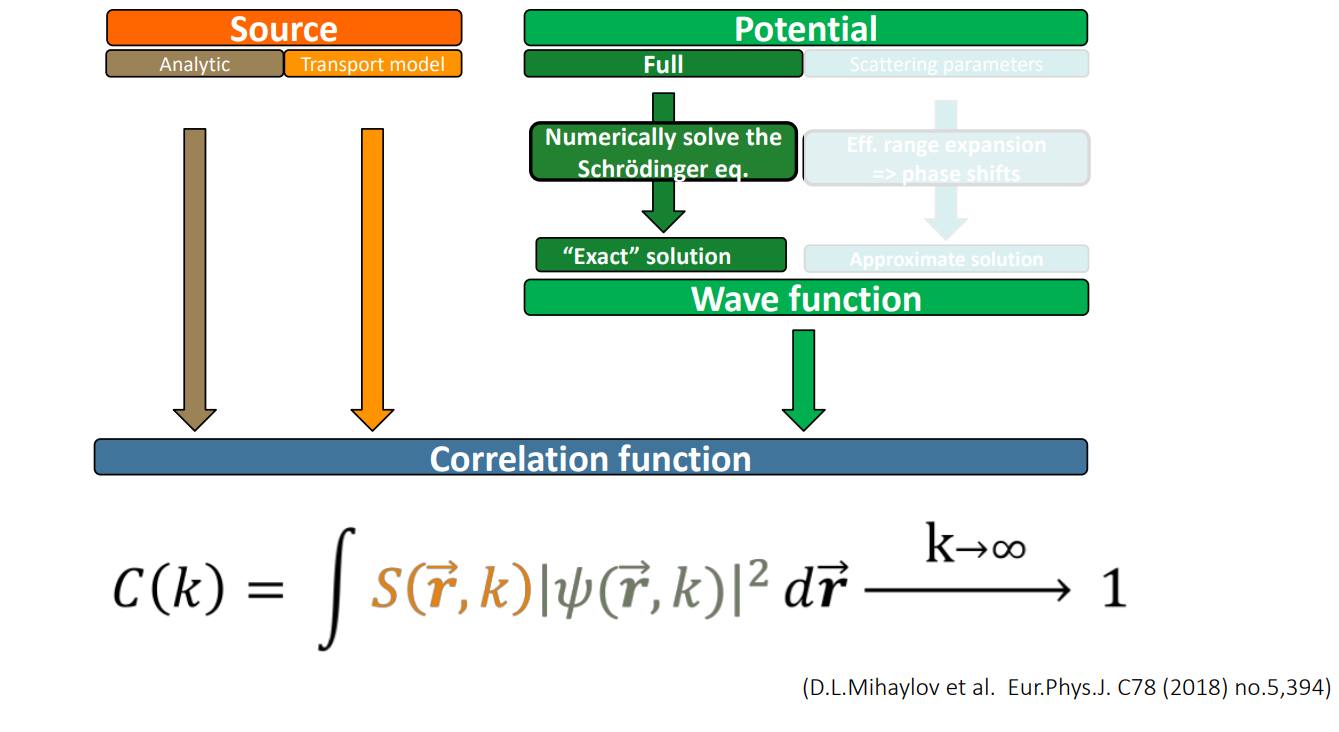 Source
Potential
Analytic
Transport model
Full
Scattering parameters
Numerically solve the
Schrödinger eq.
Eff. range expansion
=> phase shifts
“Exact” solution
Approximate solution
Wave function
Correlation function
C(k) = ∫ S(r⃗, k)|ψ(r⃗, k)|² dr⃗ k→∞ ⟶ 1
(D.L.Mihaylov et al. Eur.Phys.J. C78 (2018) no.5,394)